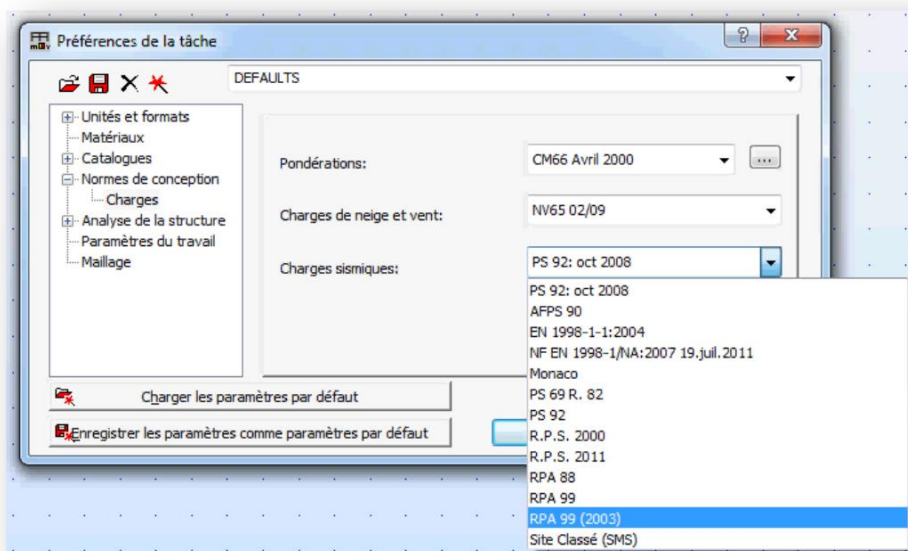 Préférences de la tâche
DEFAULTS
Unités et formats
Matériaux
Catalogues
Normes de conception
Charges
Analyse de la structure
Paramètres du travail
Maillage
Pondérations:
CM66 Avril 2000
...
Charges de neige et vent:
NV65 02/09
Charges sismiques:
PS 92: oct 2008
PS 92: oct 2008
AFPS 90
EN 1998-1-1:2004
NF EN 1998-1/NA:2007 19.juil.2011
Monaco
PS 69 R. 82
PS 92
R.P.S. 2000
R.P.S. 2011
RPA 88
RPA 99
RPA 99 (2003)
Site Classé (SMS)
Charger les paramètres par défaut
Enregistrer les paramètres comme paramètres par défaut